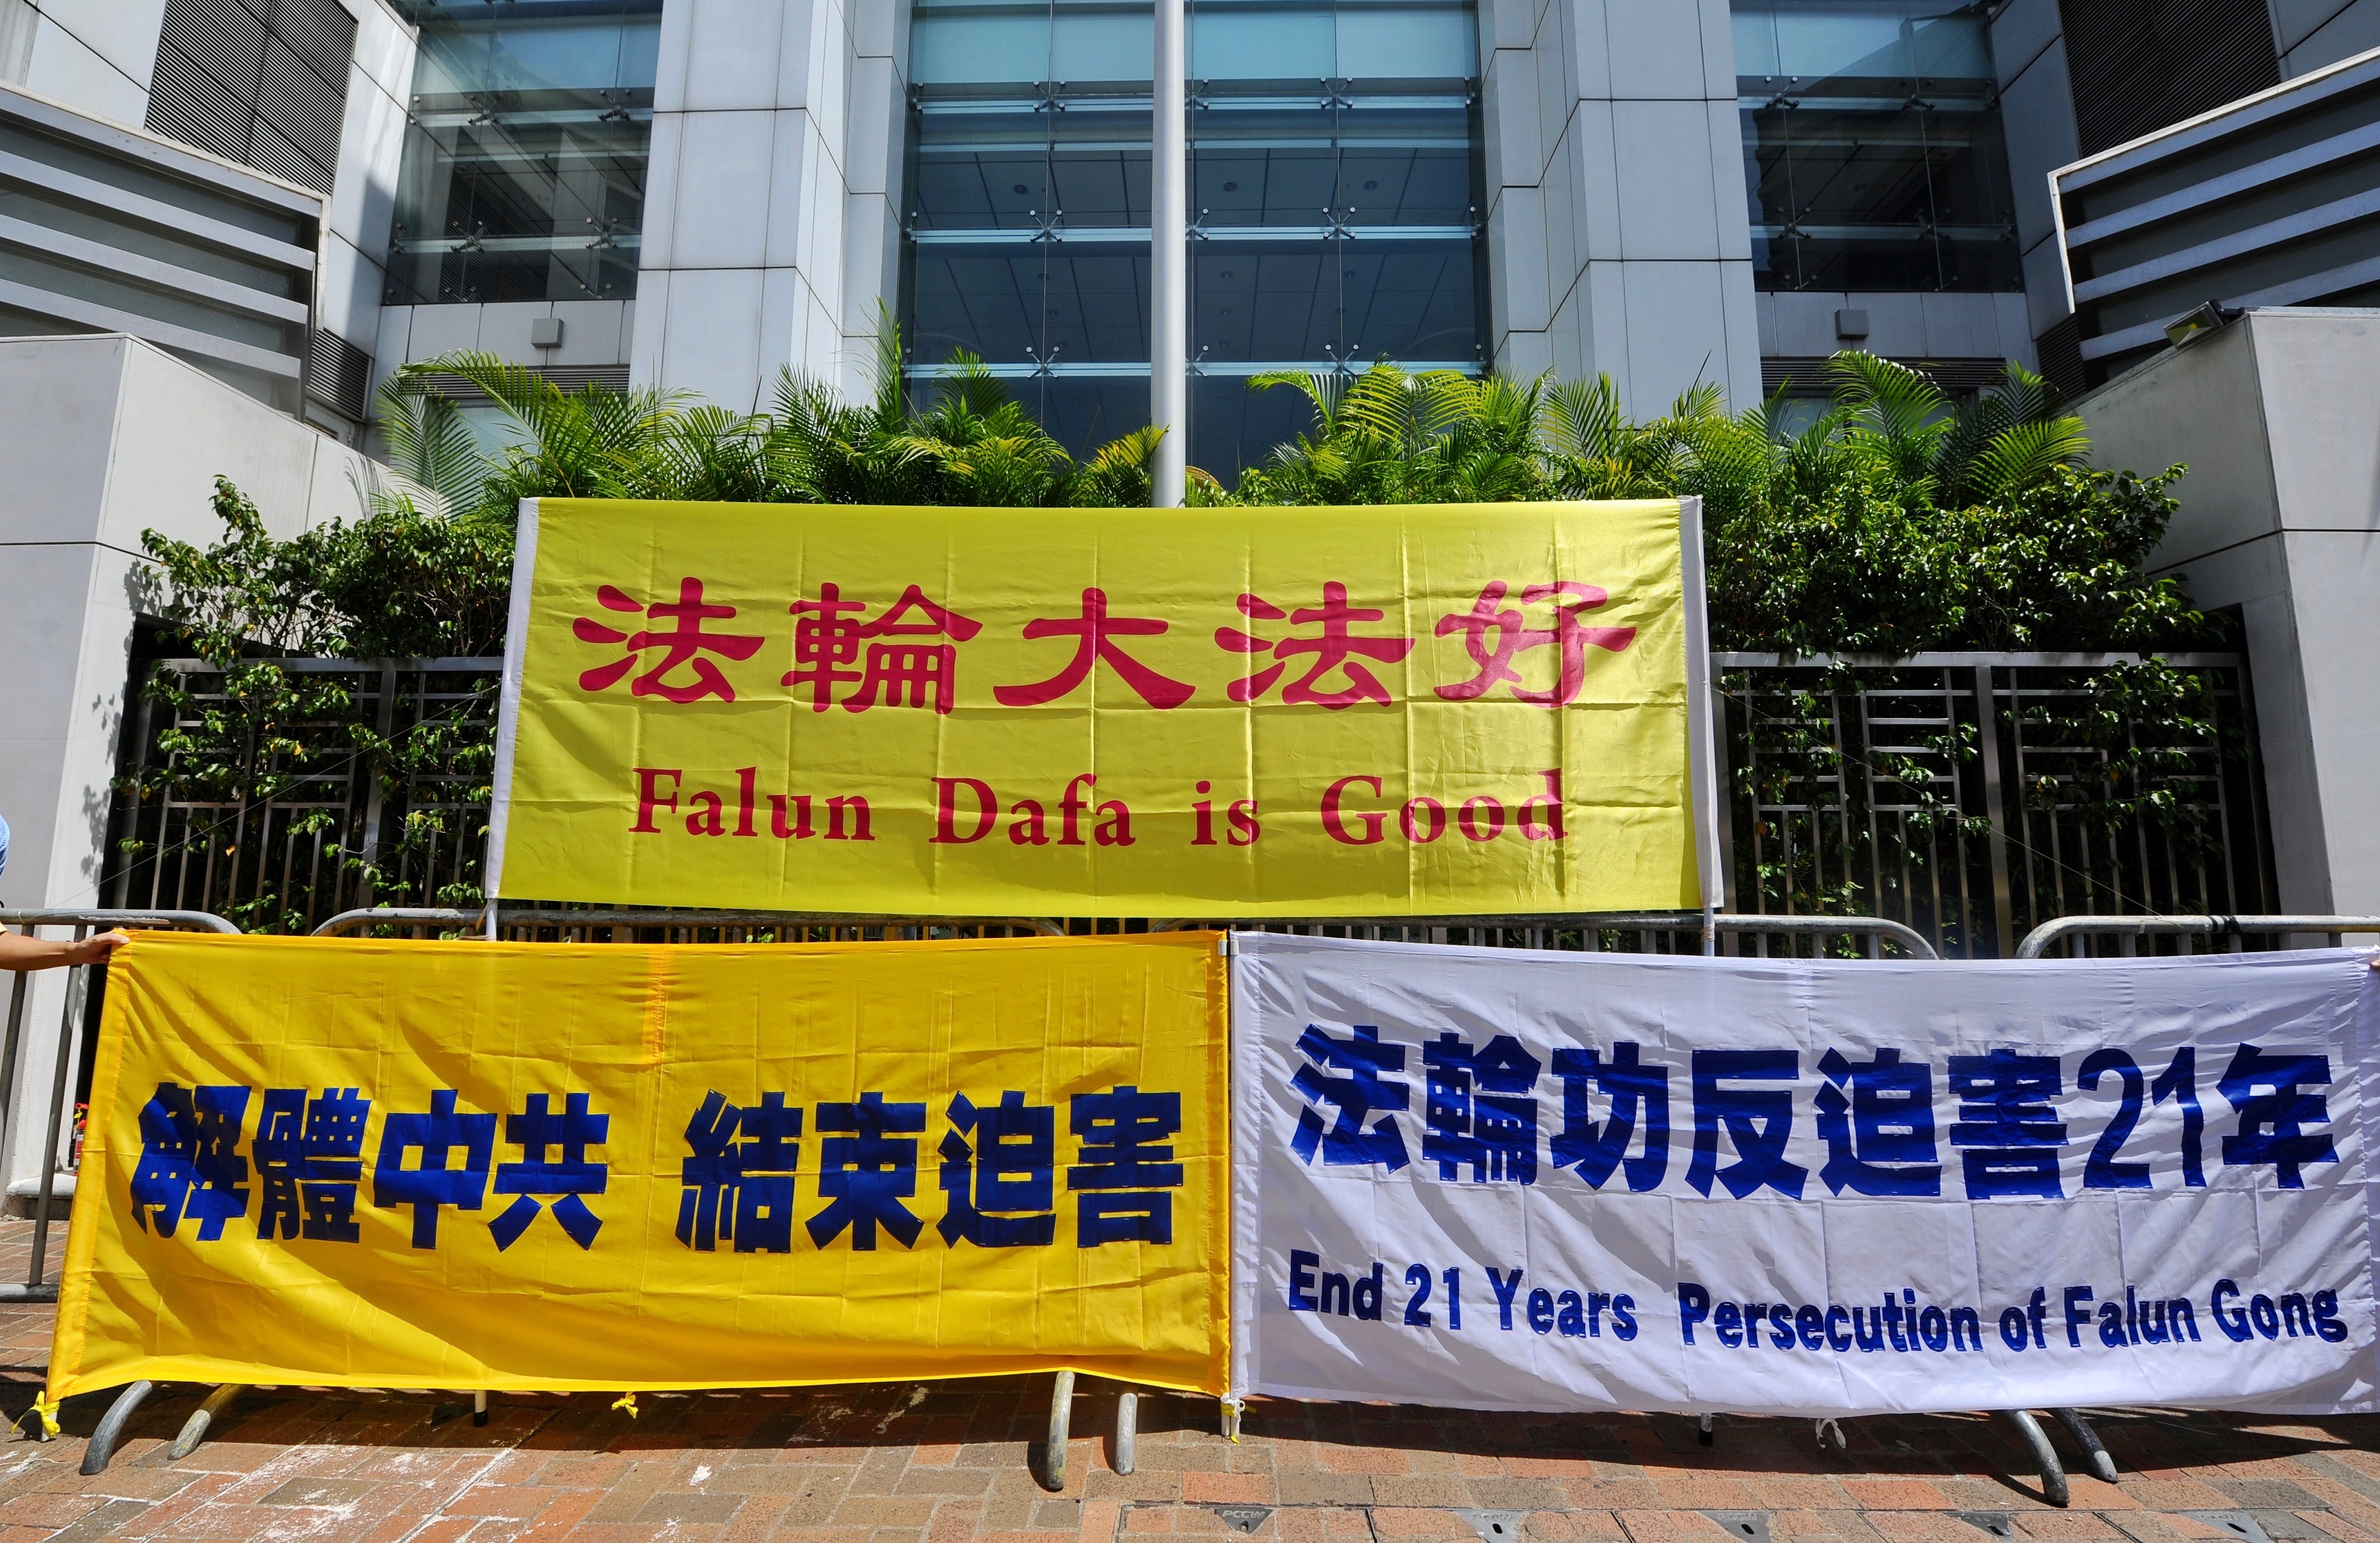 法輪大法好
Falun Dafa is Good
解體中共 結束迫害
法輪功反迫害21年
End 21 Years Persecution of Falun Gong
PCCW